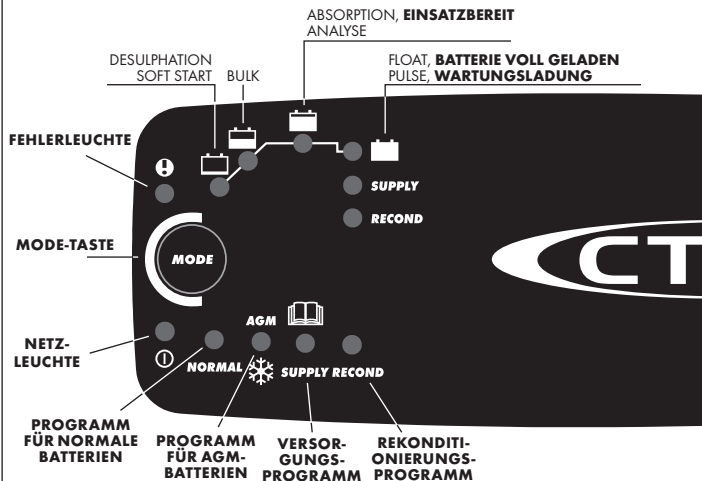 ABSORPTION, EINSATZBEREIT
ANALYSE
DESULPHATION
SOFT START
BULK
FLOAT, BATTERIE VOLL GELADEN
PULSE, WARTUNGSLADUNG
FEHLERLEUCHTE
SUPPLY
RECOND
MODE-TASTE
MODE
CT
NETZ-
LEUCHTE
AGM
NORMAL
SUPPLY
RECOND
PROGRAMM
FÜR NORMALE
BATTERIEN
PROGRAMM
FÜR AGM-
BATTERIEN
VERSOR-
GUNGS-
PROGRAMM
REKONDITI-
ONIERUNGS-
PROGRAMM